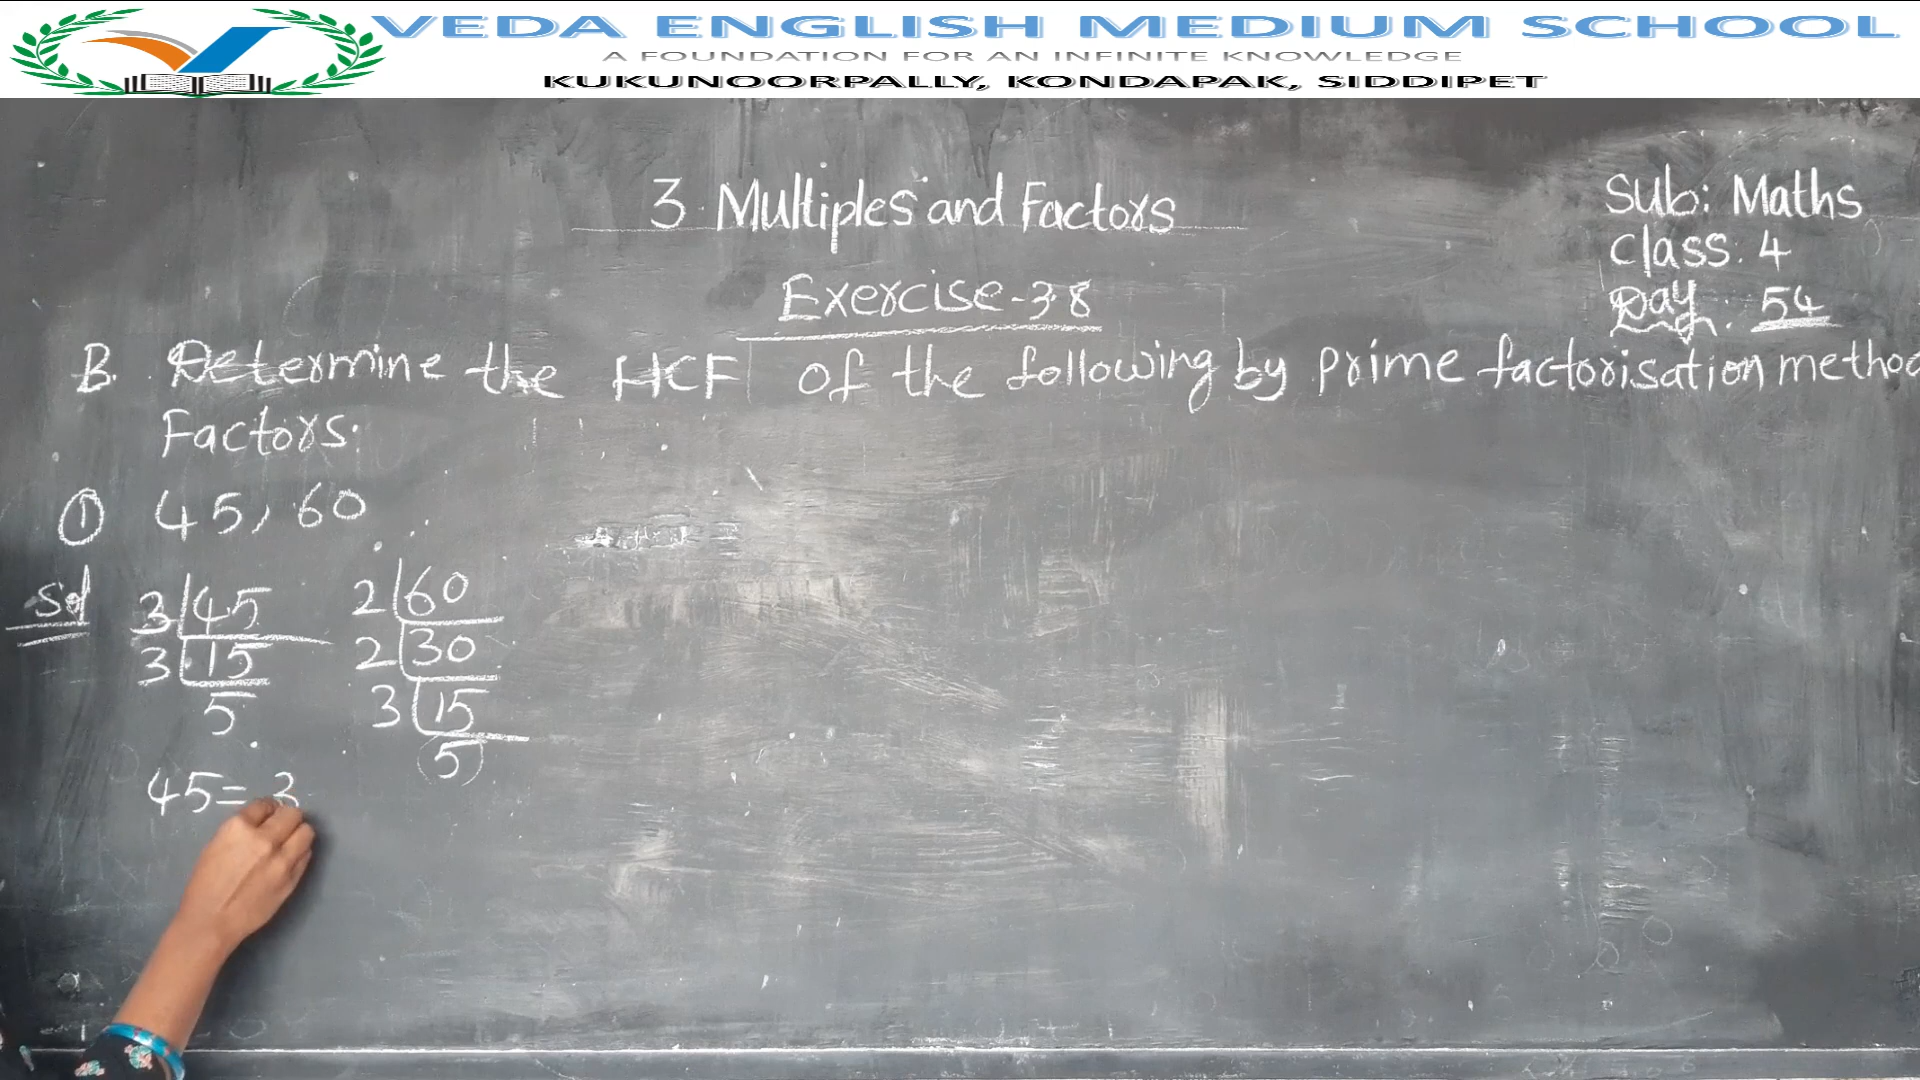 VEDA ENGLISH MEDIUM SCHOOL
A FOUNDATION FOR AN INFINITE KNOWLEDGE
KUKUNOORPALLY, KONDAPAK, SIDDIPET
3. Multiples and Factors
Sub: Maths
Class: 4
Day: 54
Exercise-3.8
B. Determine the HCF of the following by prime factorisation method
Factors:
① 45, 60
Sol
3 45
3 15
5
2 60
2 30
3 15
5
45 = 3